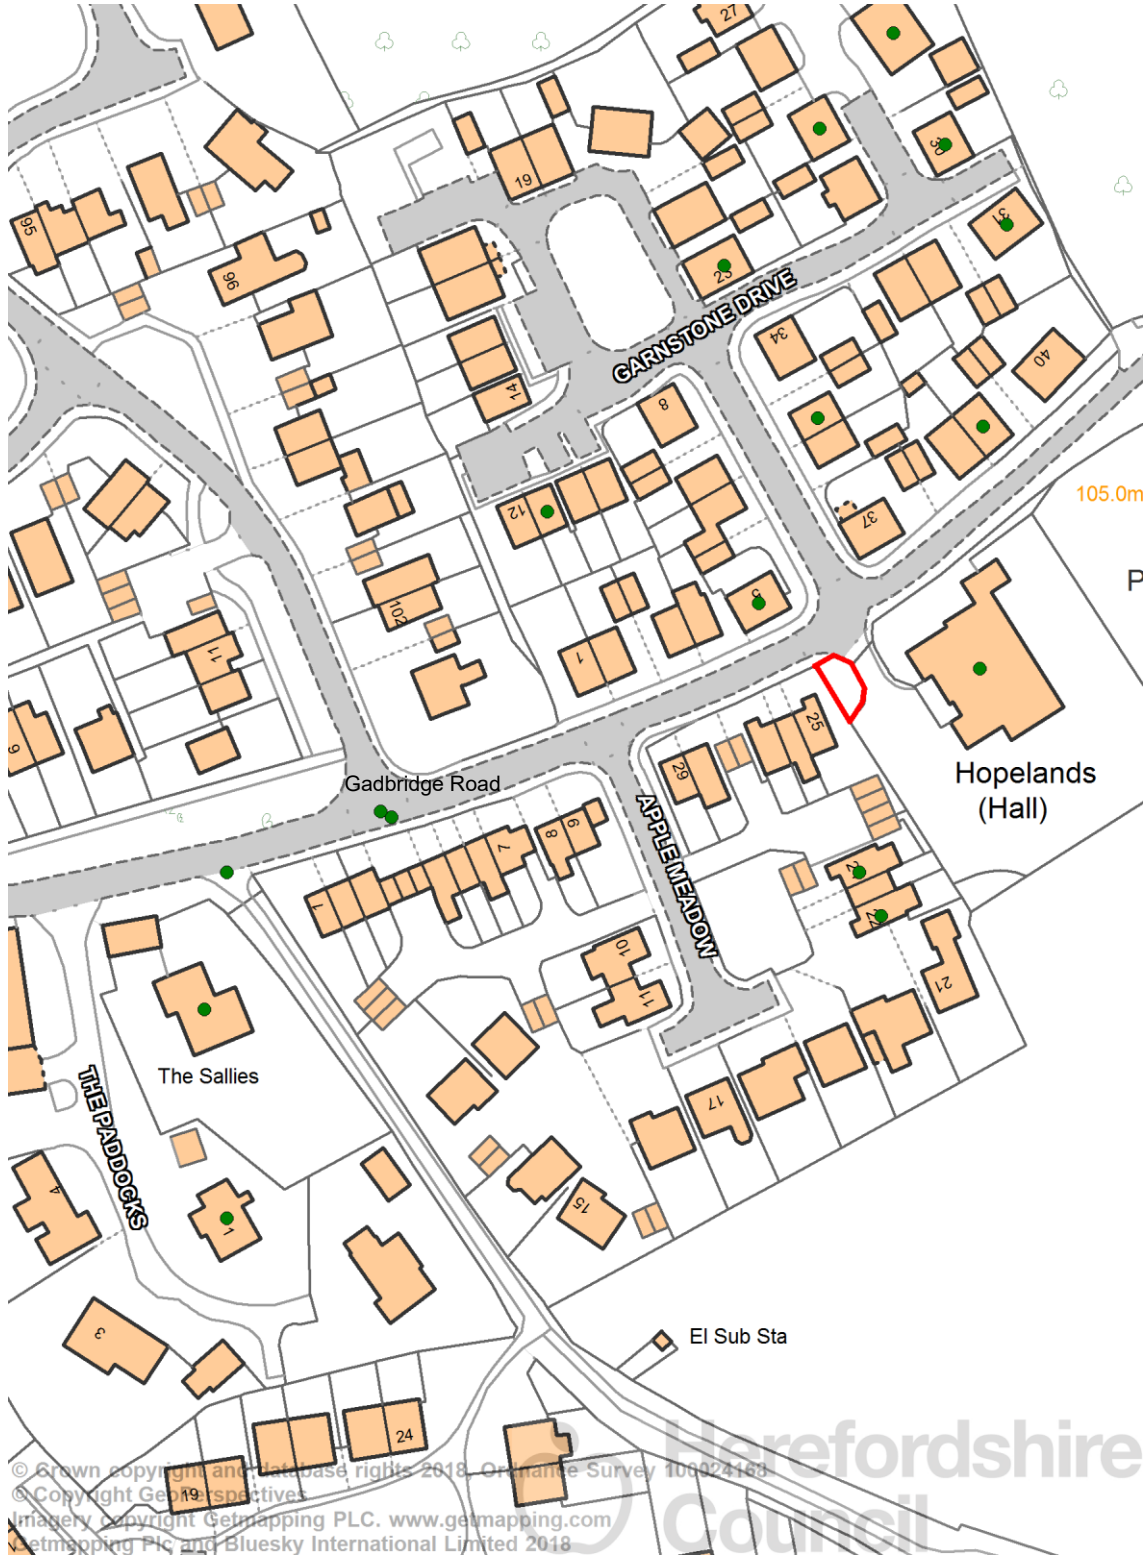 27
30
31
95
19
96
23
GARNSTONE DRIVE
34
14
40
8
105.0m
12
37
P
5
102
11
1
9
25
Hopelands
(Hall)
29
Gadbridge Road
APPLE MEADOW
7
8
9
1
22
10
21
11
The Sallies
17
THE PADDOCKS
4
15
1
3
El Sub Sta
24
19
© Crown copyright and database rights 2018. Ordnance Survey 100024168
© Copyright Geoperspectives
Imagery copyright Getmapping PLC. www.getmapping.com
Getmapping Plc and Bluesky International Limited 2018
Herefordshire
Council